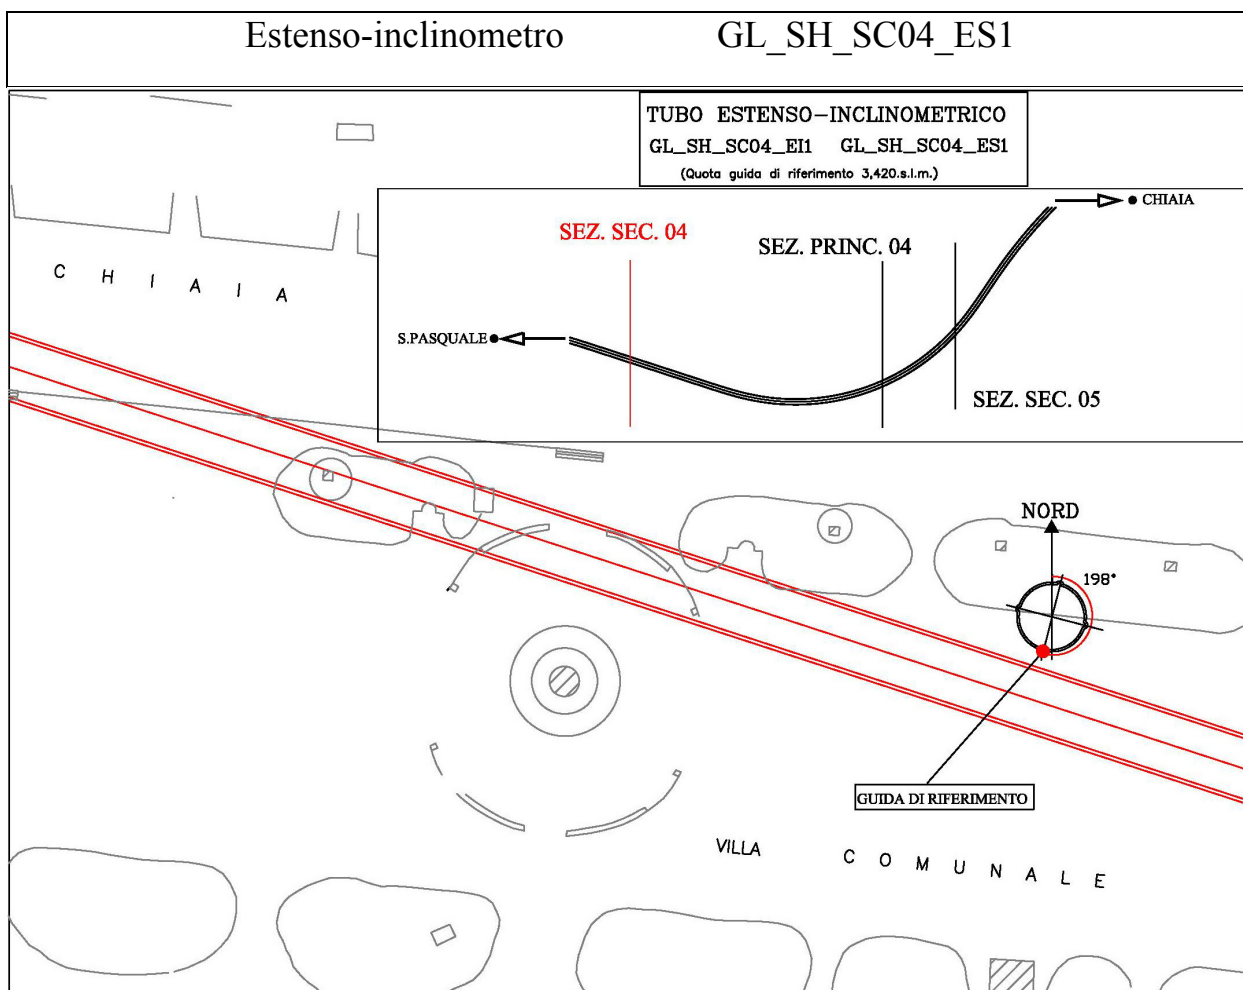 Estenso-inclinometro GL_SH_SC04_ES1
TUBO ESTENSO-INCLINOMETRICO
GL_SH_SC04_EI1 GL_SH_SC04_ES1
(Quota guida di riferimento 3,420.s.l.m.)
CHIAIA
SEZ. SEC. 04
SEZ. PRINC. 04
C H I A I A
S.PASQUALE
SEZ. SEC. 05
NORD
198°
GUIDA DI RIFERIMENTO
VILLA C O M U N A L E